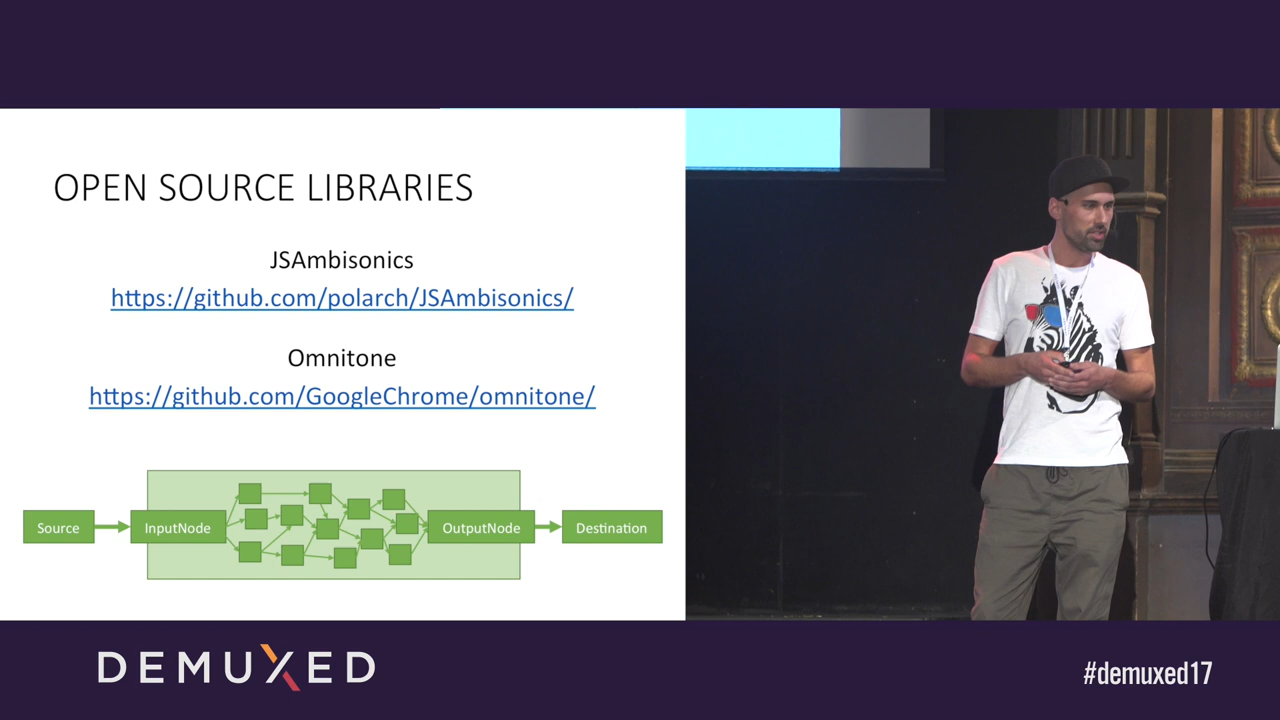 OPEN SOURCE LIBRARIES
JSAmbisonics
https://github.com/polarch/JSAmbisonics/
Omnitone
https://github.com/GoogleChrome/omnitone/
Source
InputNode
OutputNode
Destination
DEMUXED
#demuxed17